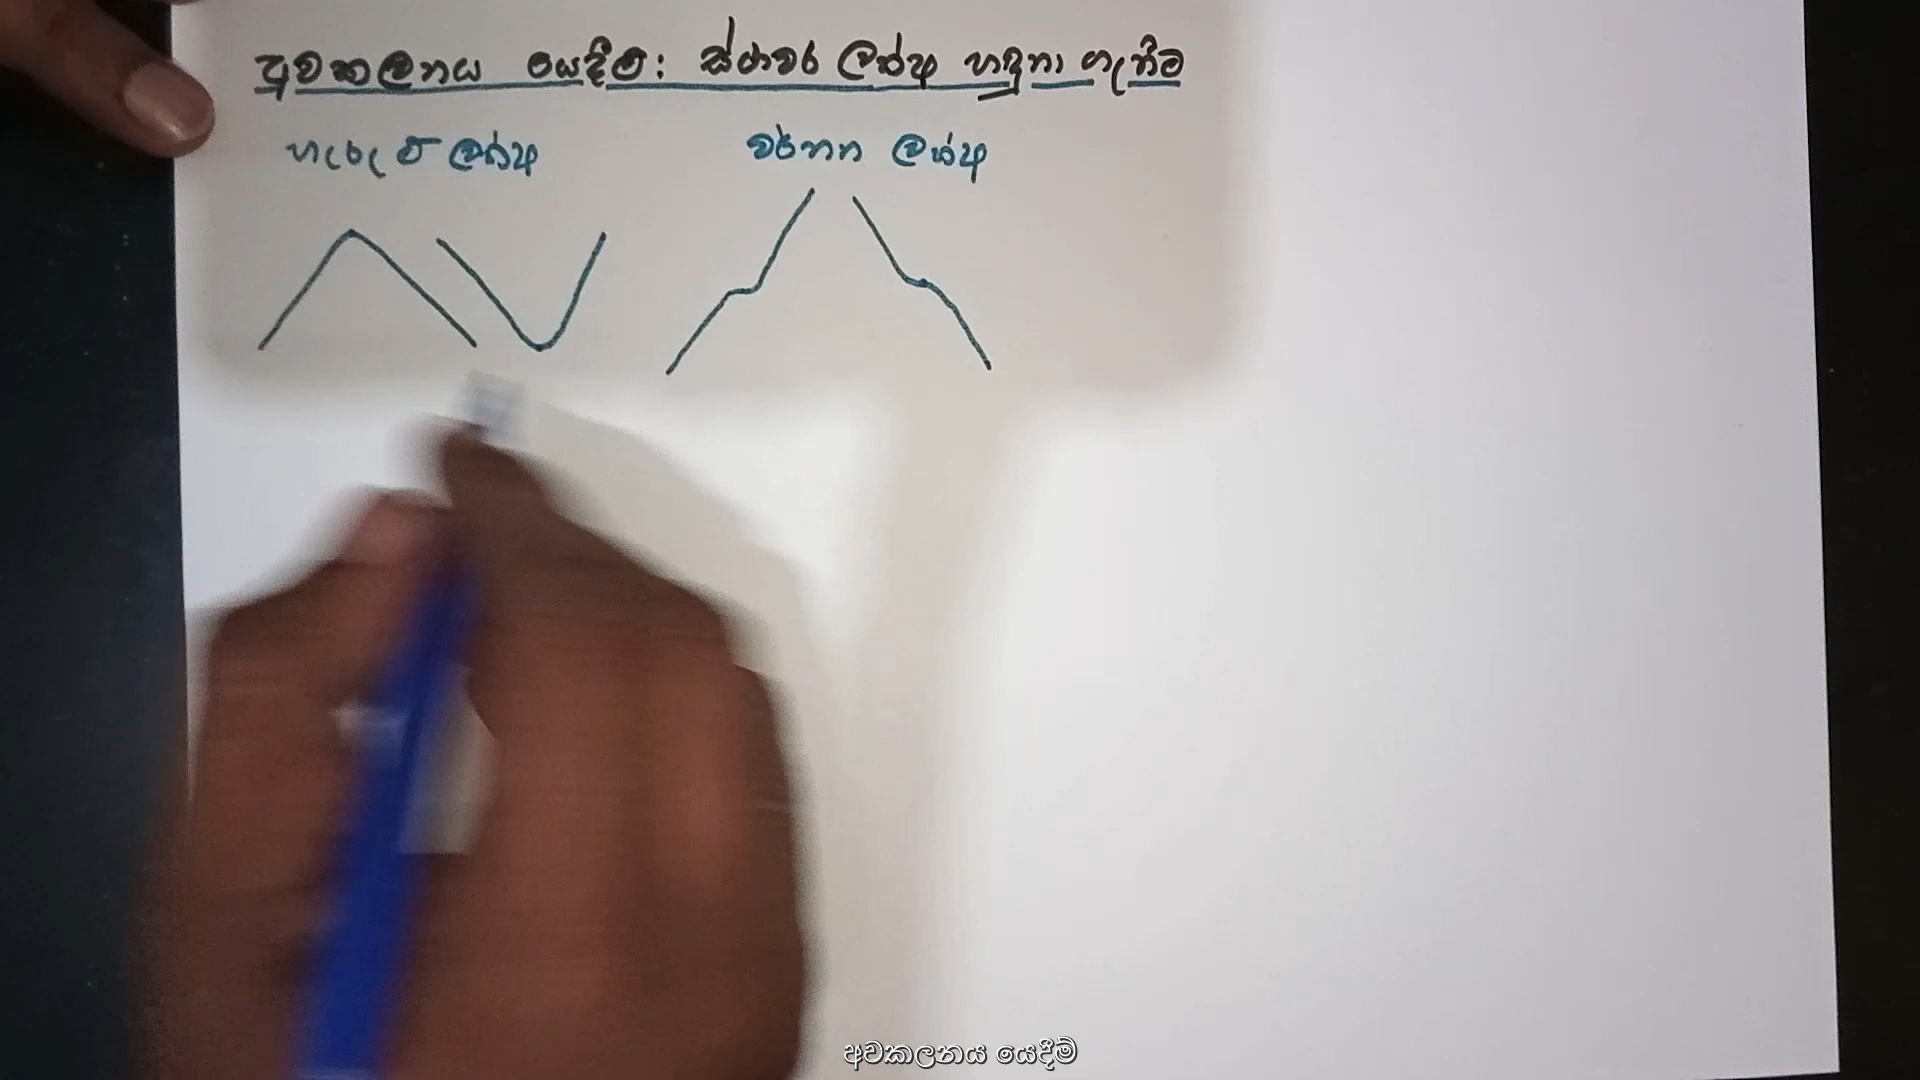 අවකලනය යෙදීම්: ස්ථාවර ලක්ෂ්‍ය හඳුනා ගැනීම
හැරුම් ලක්ෂ්‍ය
වර්තන ලක්ෂ්‍ය
අවකලනය යෙදීම්